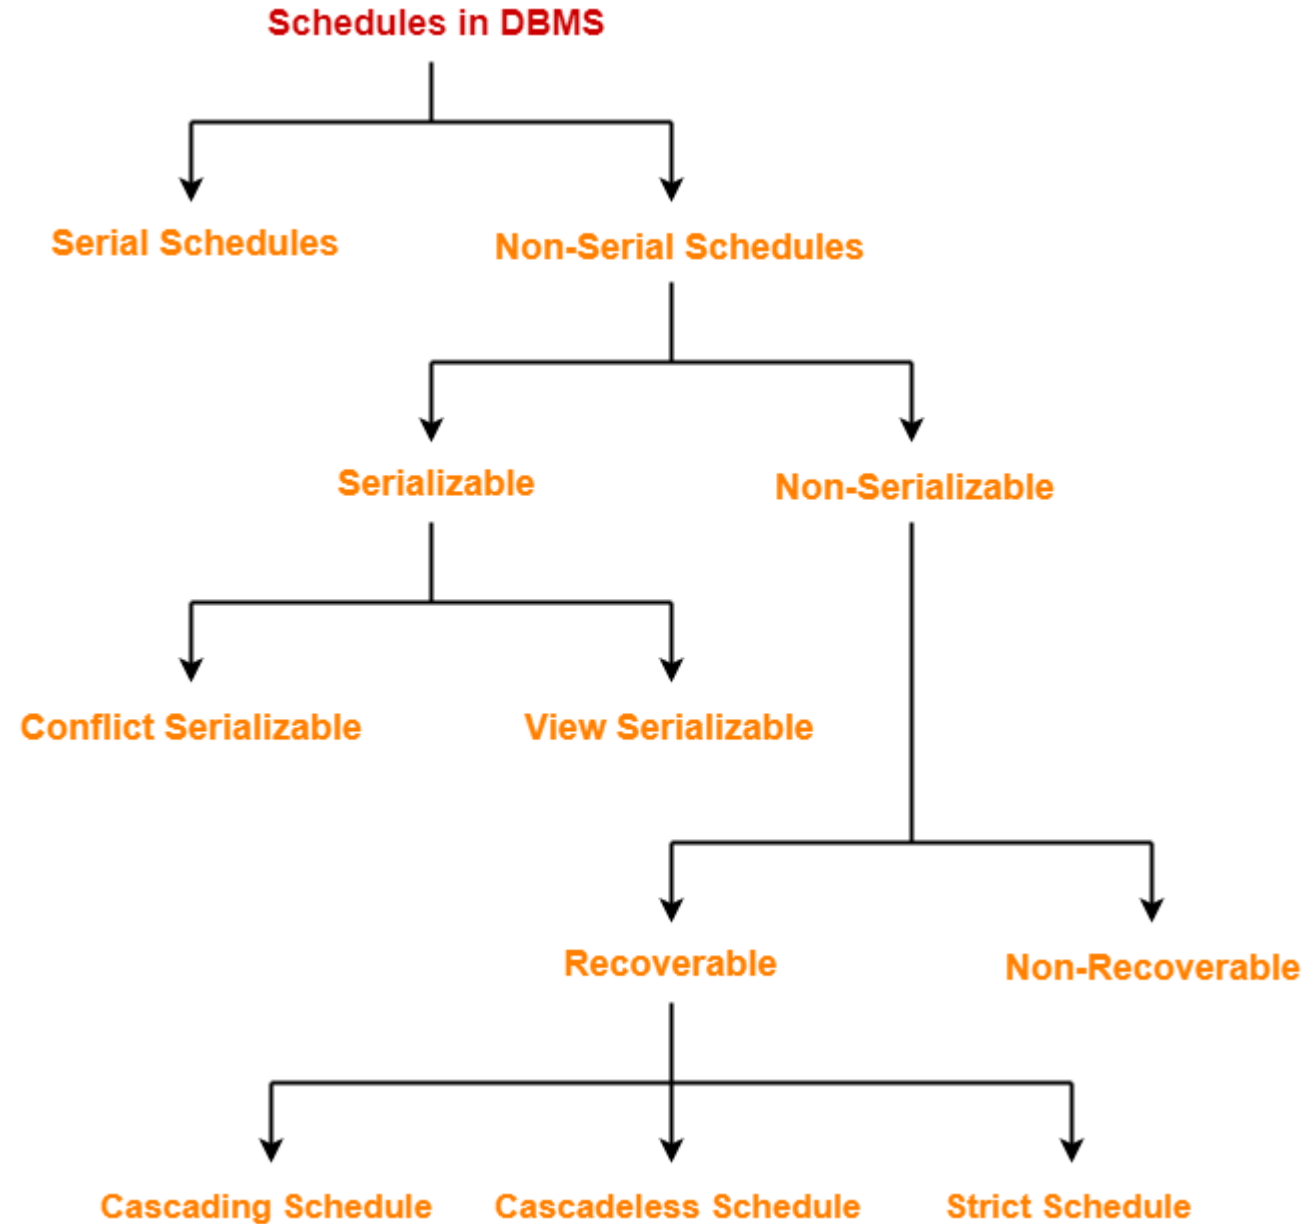 Schedules in DBMS
Serial Schedules
Non-Serial Schedules
Serializable
Non-Serializable
Conflict Serializable
View Serializable
Recoverable
Non-Recoverable
Cascading Schedule
Cascadeless Schedule
Strict Schedule